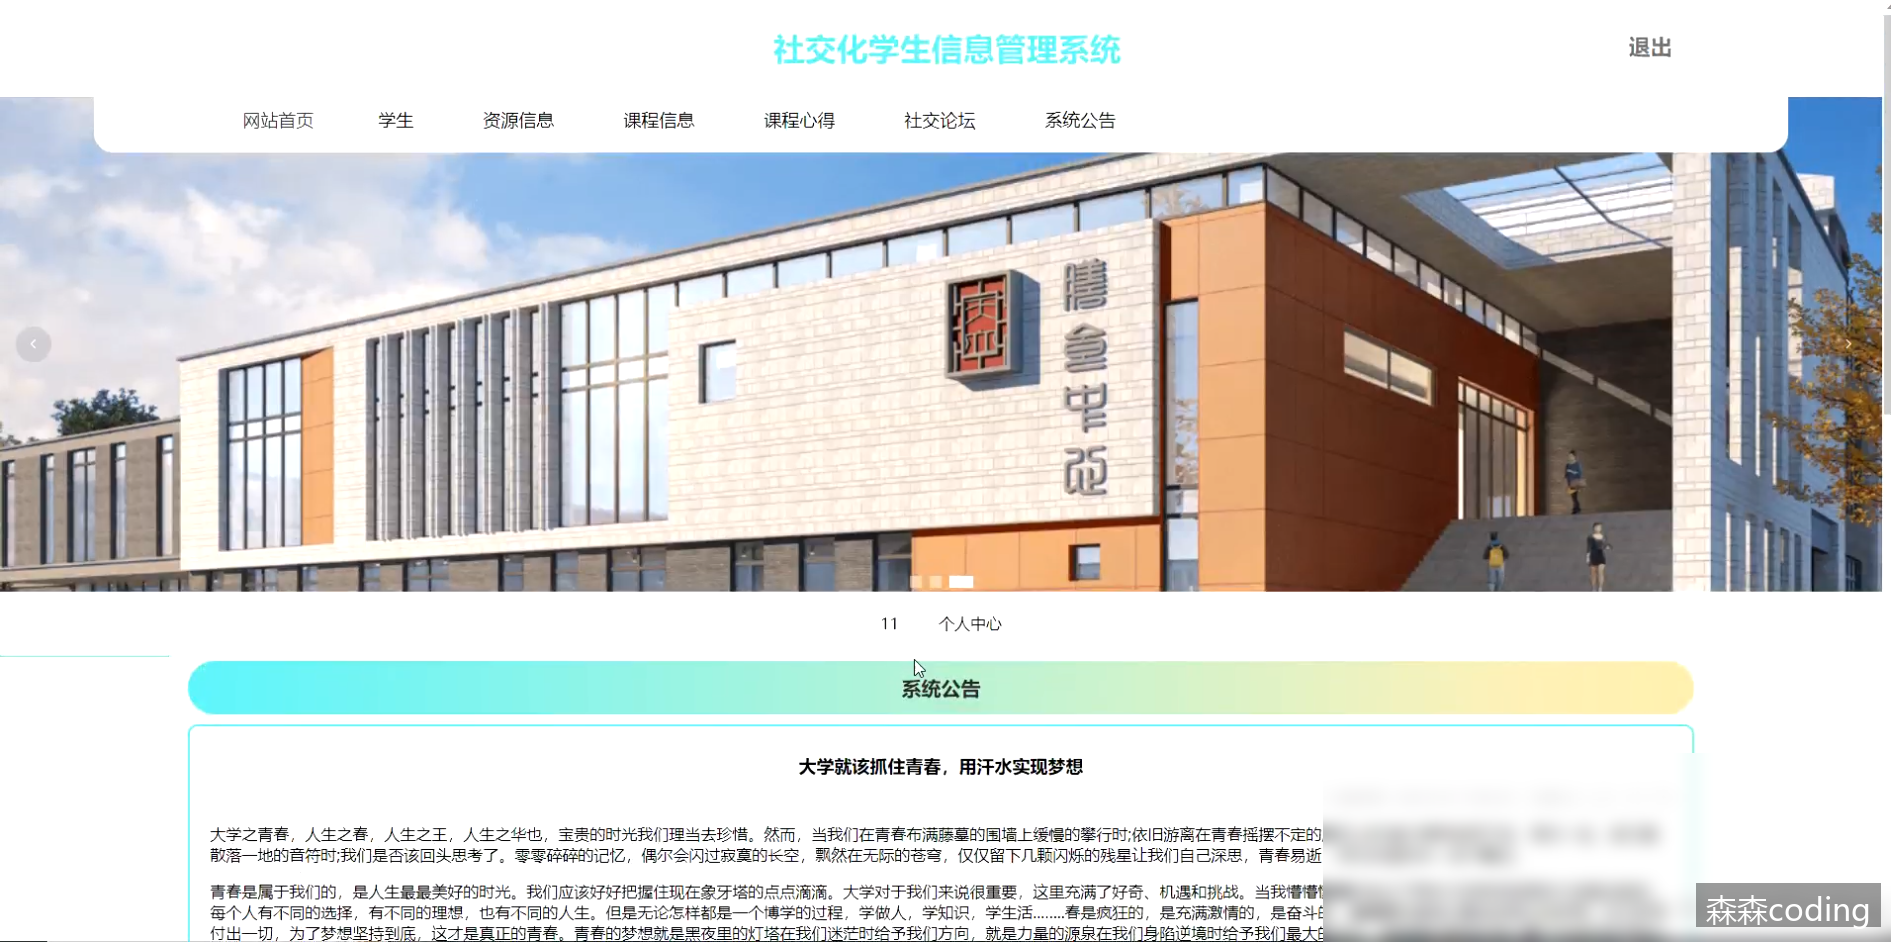 社交化学生信息管理系统
退出
网站首页
学生
资源信息
课程信息
课程心得
社交论坛
系统公告
11
个人中心
系统公告
大学就该抓住青春，用汗水实现梦想
大学之青春，人生之春，人生之王，人生之华也，宝贵的时光我们理当去珍惜。然而，当我们在青春布满藤蔓的围墙上缓慢的攀行时;依旧游离在青春摇摆不定的
散落一地的音符时;我们是否该回头思考了。零零碎碎的记忆，偶尔会闪过寂寞的长空，飘然在无际的苍穹，仅仅留下几颗闪烁的残星让我们自己深思，青春易逝
青春是属于我们的，是人生最最美好的时光。我们应该好好把握住现在象牙塔的点点滴滴。大学对于我们来说很重要，这里充满了好奇、机遇和挑战。当我懵懵
每个人有不同的选择，有不同的理想，也有不同的人生。但是无论怎样都是一个博学的过程，学做人，学知识，学生活........春是疯狂的，是充满激情的，是奋斗
付出一切，为了梦想坚持到底，这才是真正的青春。青春的梦想就是黑夜里的灯塔在我们迷茫时给予我们方向，就是力量的源泉在我们身陷逆境时给予我们最大
森森coding